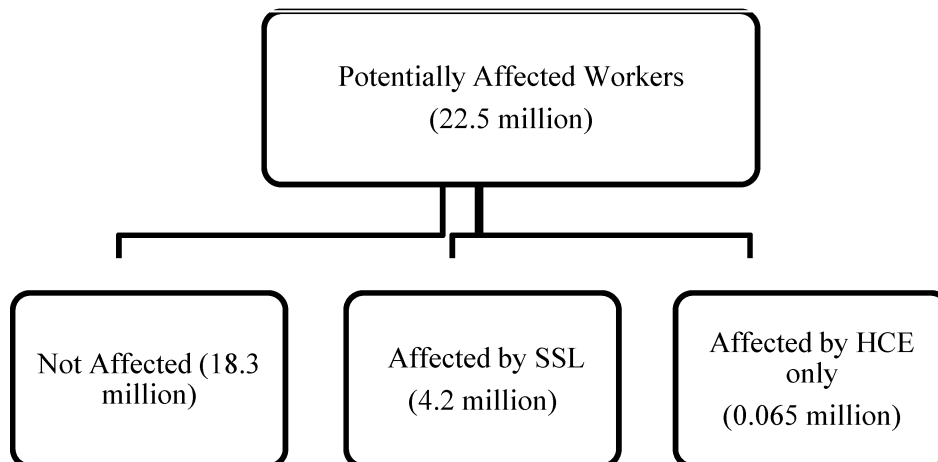 Potentially Affected Workers
(22.5 million)
Not Affected (18.3
million)
Affected by SSL
(4.2 million)
Affected by HCE
only
(0.065 million)